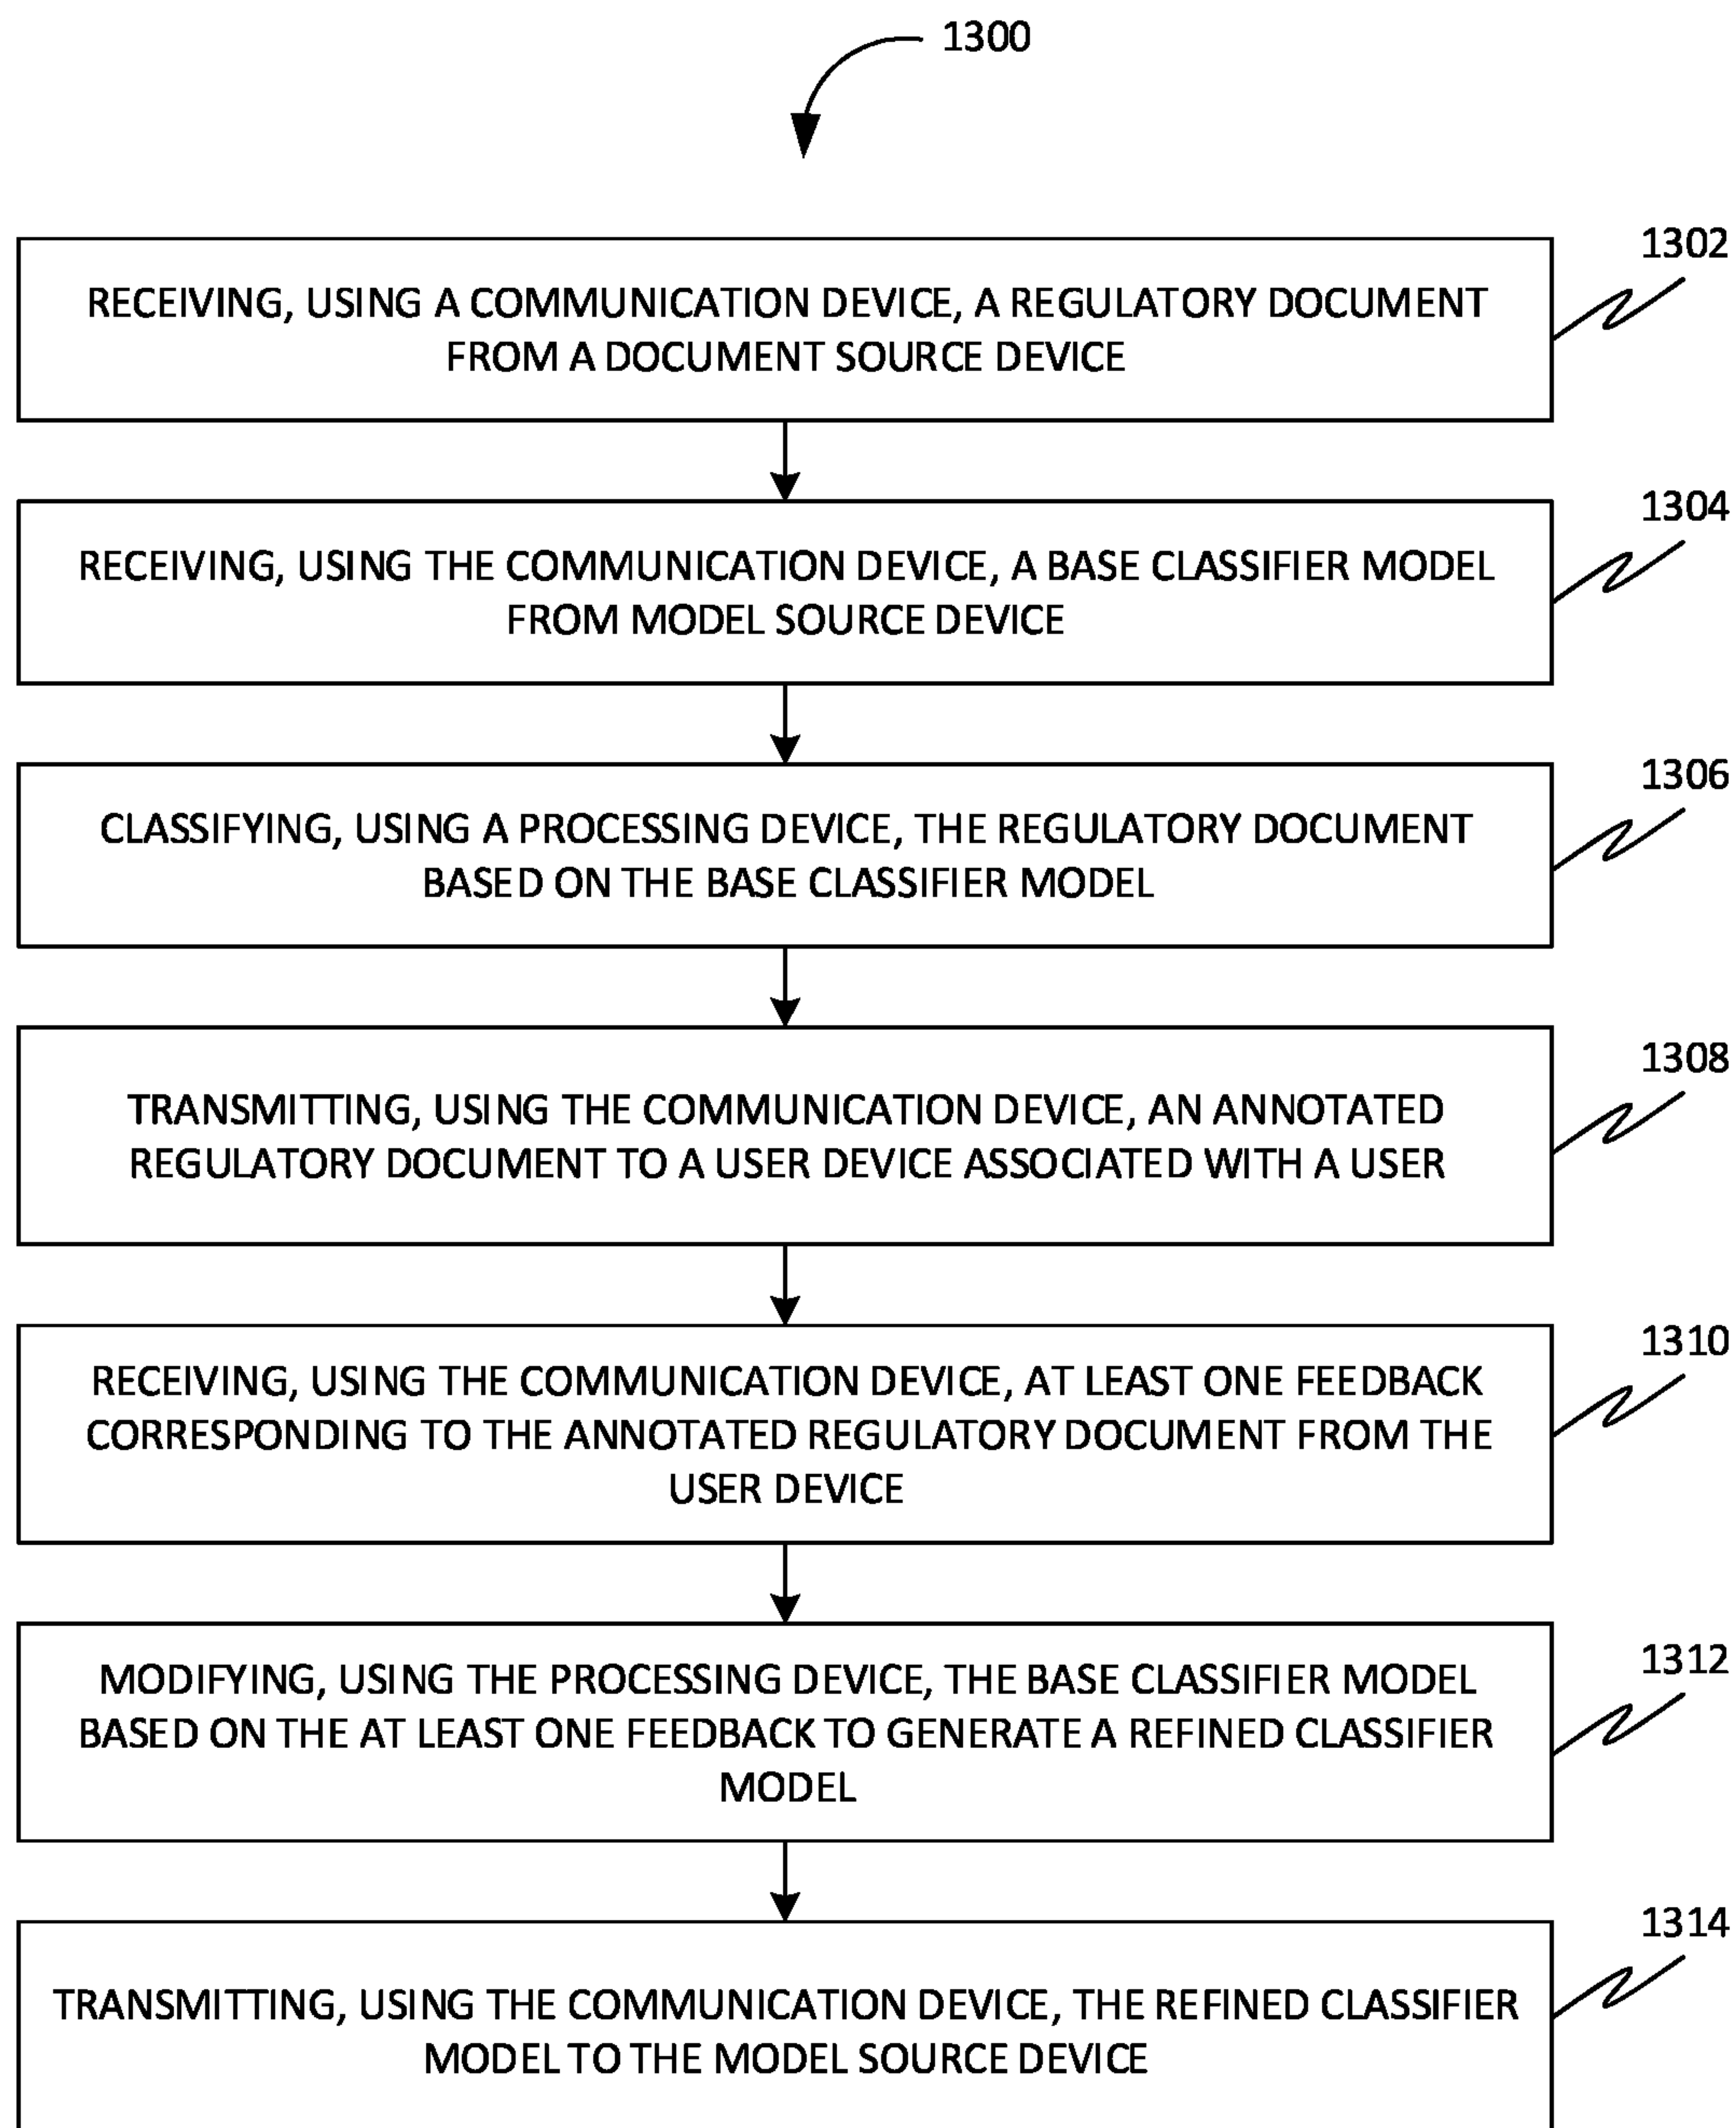 1300
1302
RECEIVING, USING A COMMUNICATION DEVICE, A REGULATORY DOCUMENT
FROM A DOCUMENT SOURCE DEVICE
1304
RECEIVING, USING THE COMMUNICATION DEVICE, A BASE CLASSIFIER MODEL
FROM MODEL SOURCE DEVICE
1306
CLASSIFYING, USING A PROCESSING DEVICE, THE REGULATORY DOCUMENT
BASED ON THE BASE CLASSIFIER MODEL
1308
TRANSMITTING, USING THE COMMUNICATION DEVICE, AN ANNOTATED
REGULATORY DOCUMENT TO A USER DEVICE ASSOCIATED WITH A USER
1310
RECEIVING, USING THE COMMUNICATION DEVICE, AT LEAST ONE FEEDBACK
CORRESPONDING TO THE ANNOTATED REGULATORY DOCUMENT FROM THE
USER DEVICE
1312
MODIFYING, USING THE PROCESSING DEVICE, THE BASE CLASSIFIER MODEL
BASED ON THE AT LEAST ONE FEEDBACK TO GENERATE A REFINED CLASSIFIER
MODEL
1314
TRANSMITTING, USING THE COMMUNICATION DEVICE, THE REFINED CLASSIFIER
MODEL TO THE MODEL SOURCE DEVICE